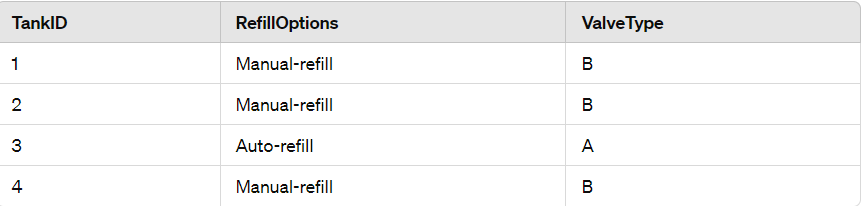 TankID RefillOptions ValveType
1 Manual-refill B
2 Manual-refill B
3 Auto-refill A
4 Manual-refill B